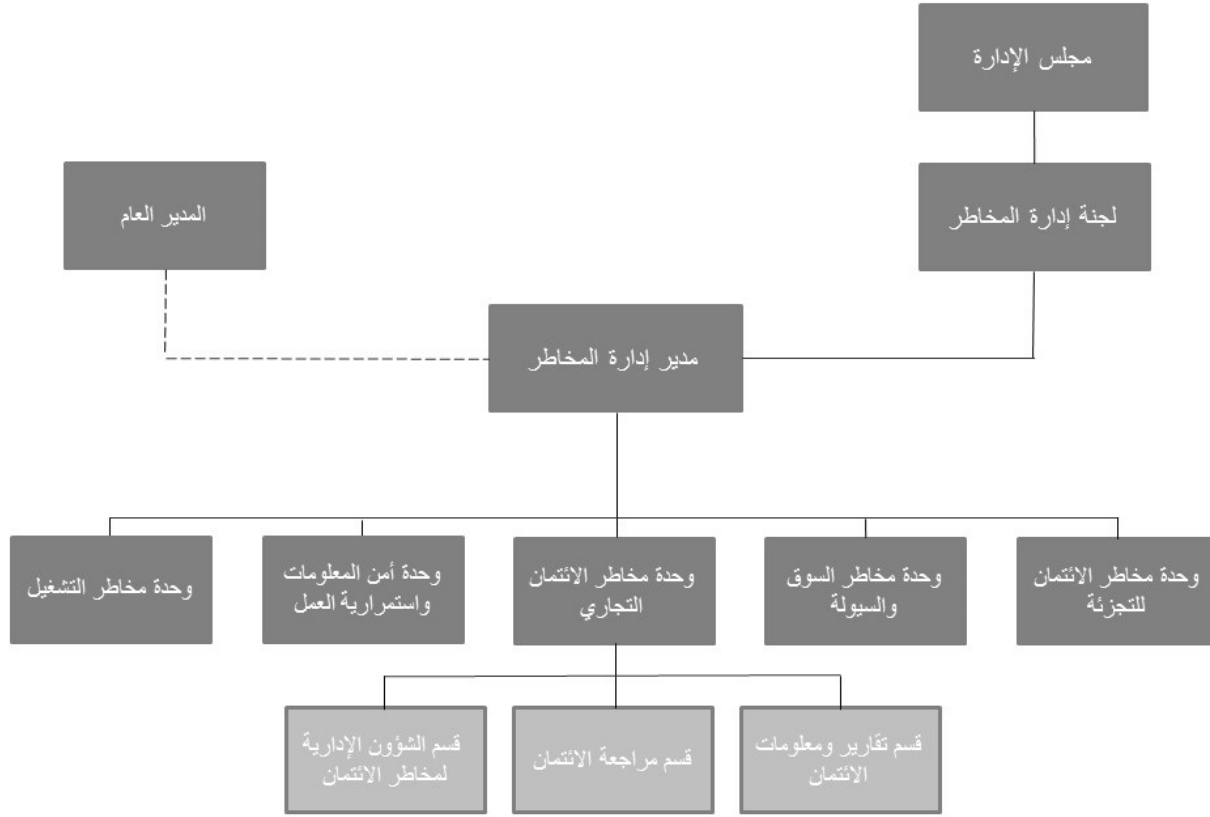 مجلس الإدارة
لجنة إدارة المخاطر
المدير العام
مدير إدارة المخاطر
وحدة مخاطر الائتمان
للتجزئة
وحدة مخاطر السوق
والسيولة
وحدة مخاطر الائتمان
التجاري
وحدة أمن المعلومات
واستمرارية العمل
وحدة مخاطر التشغيل
قسم تقارير ومعلومات
الائتمان
قسم مراجعة الائتمان
قسم الشؤون الإدارية
لمخاطر الائتمان